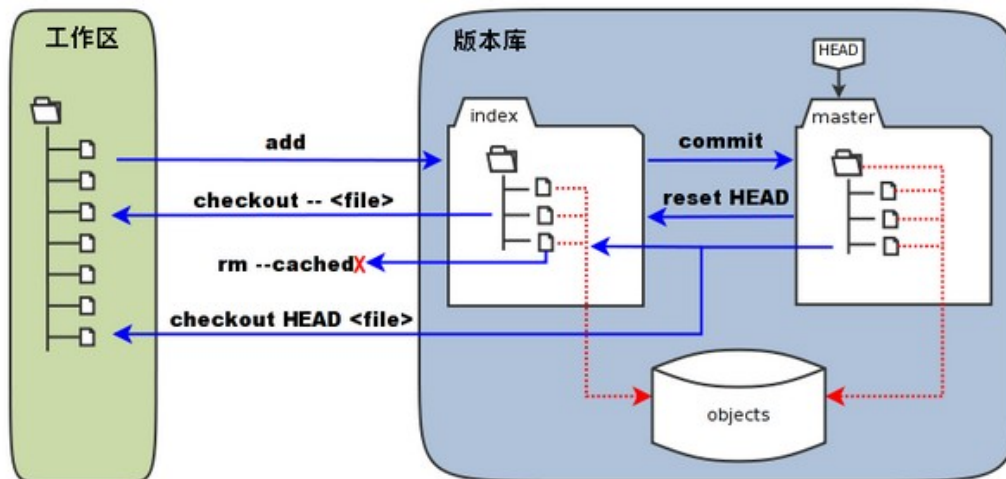 工作区
版本库
HEAD
index
master
add
commit
checkout -- <file>
reset HEAD
rm --cachedX
checkout HEAD <file>
objects